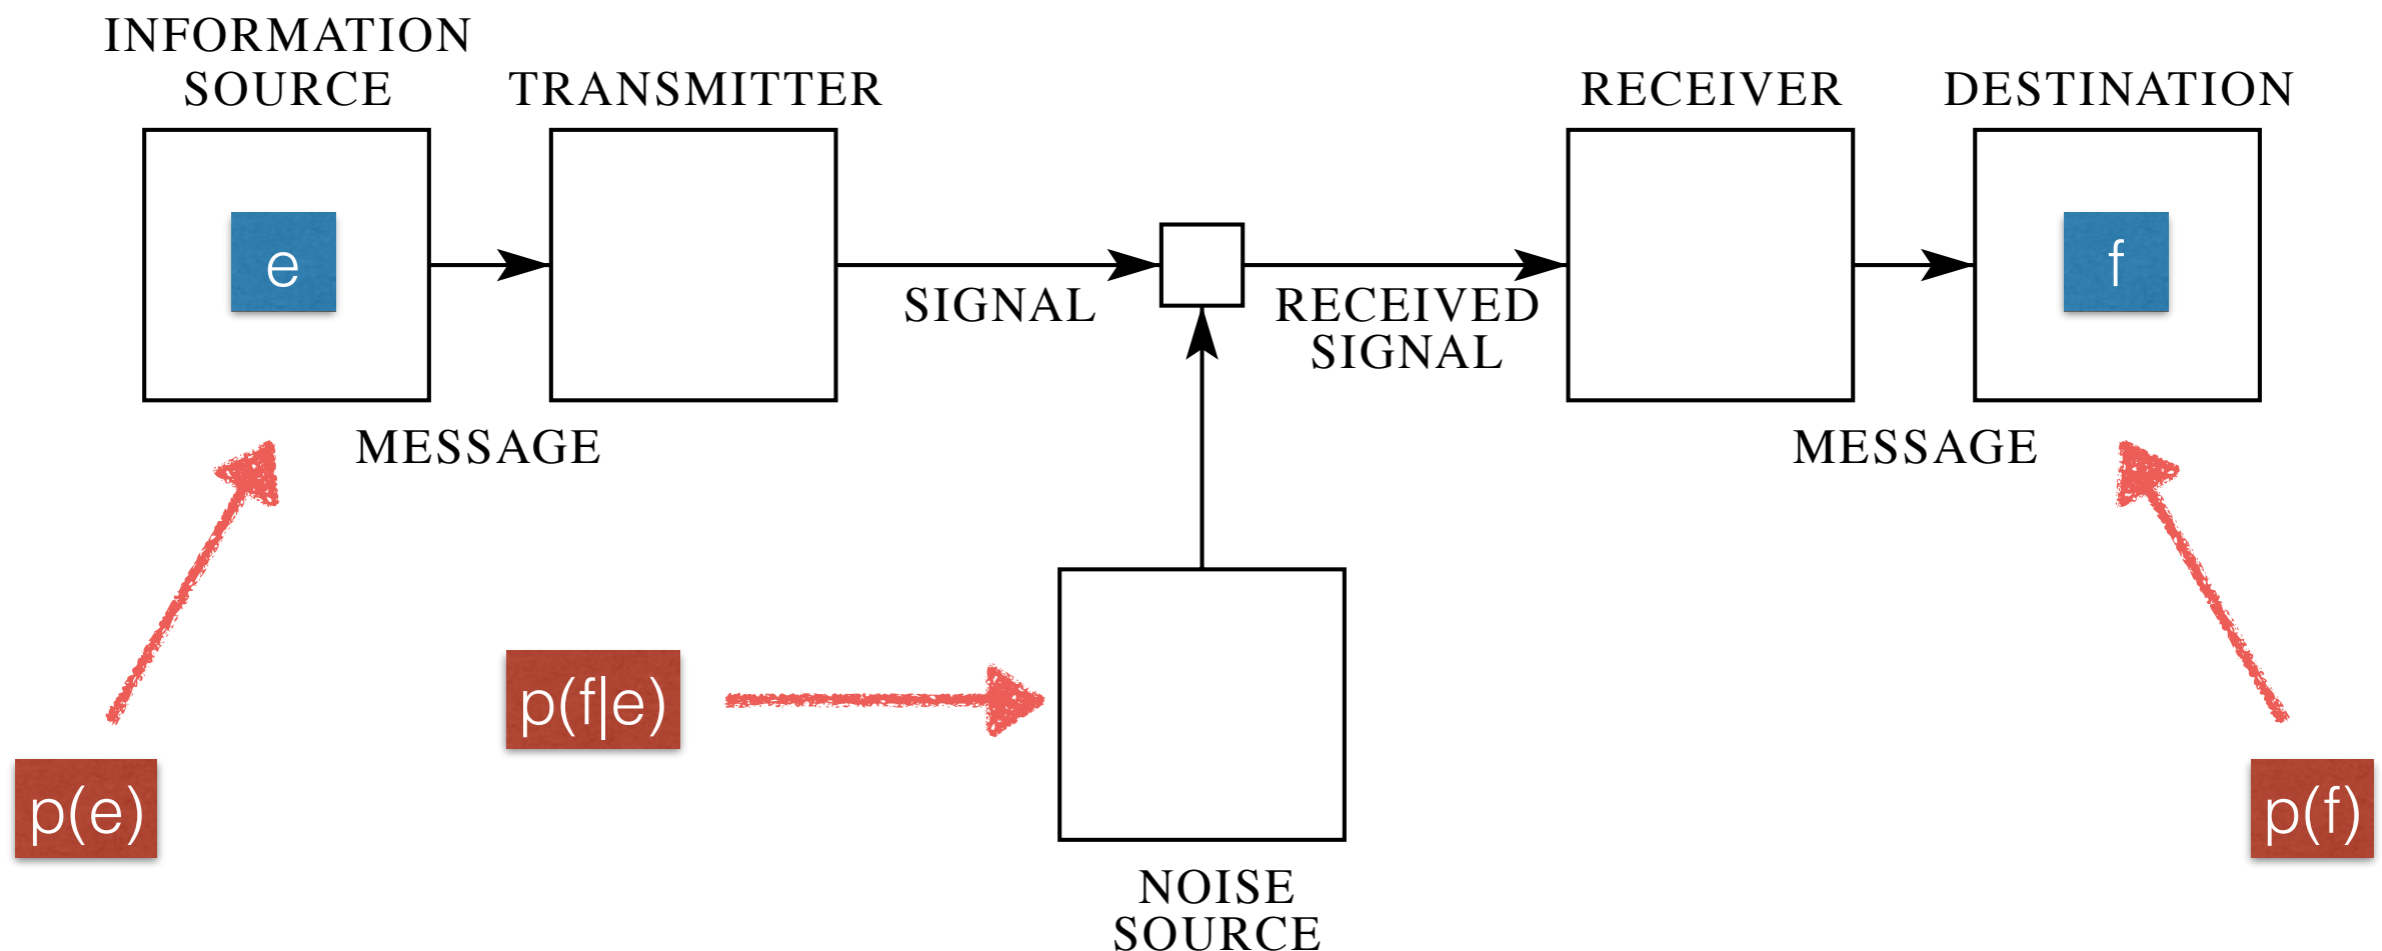 INFORMATION
SOURCE
TRANSMITTER
RECEIVER
DESTINATION
e
f
SIGNAL
RECEIVED
SIGNAL
MESSAGE
MESSAGE
p(f|e)
p(e)
p(f)
NOISE
SOURCE